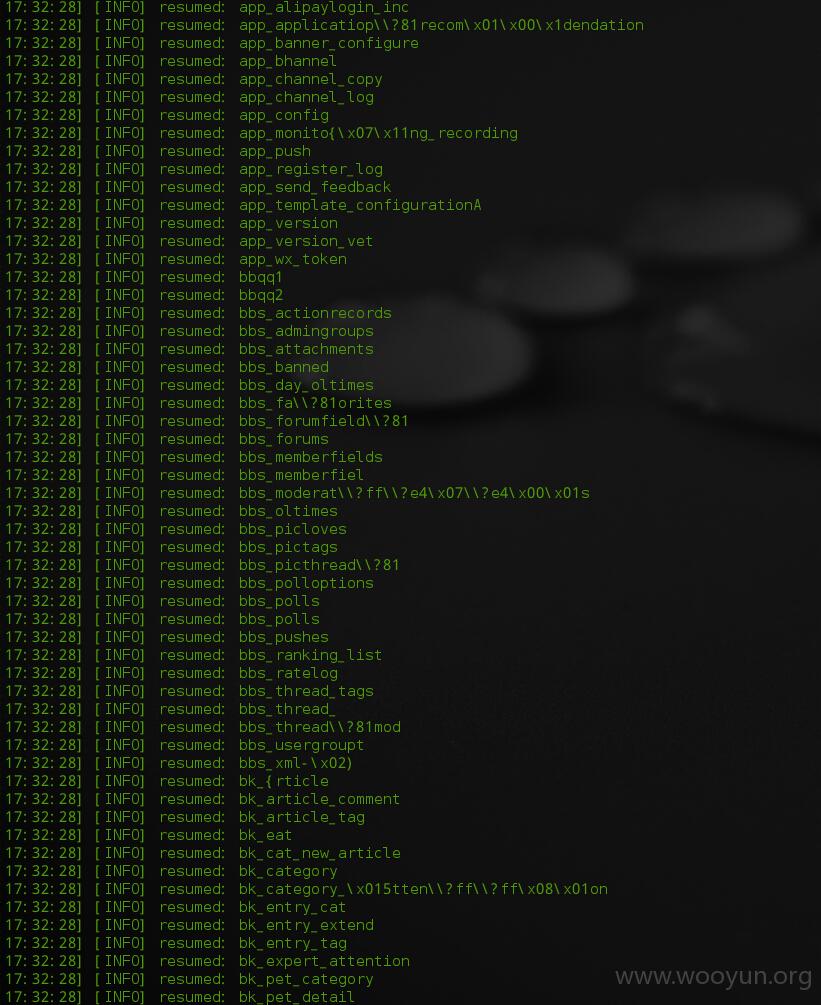 17:32:28] [INFO] resumed: app_alipaylogin_inc
17:32:28] [INFO] resumed: app_applicatiop\\?81recom\x01\x00\x1dendation
17:32:28] [INFO] resumed: app_banner_configure
17:32:28] [INFO] resumed: app_bhannel
17:32:28] [INFO] resumed: app_channel_copy
17:32:28] [INFO] resumed: app_channel_log
17:32:28] [INFO] resumed: app_config
17:32:28] [INFO] resumed: app_monito{\x07\x11ng_recording
17:32:28] [INFO] resumed: app_push
17:32:28] [INFO] resumed: app_register_log
17:32:28] [INFO] resumed: app_send_feedback
17:32:28] [INFO] resumed: app_template_configurationA
17:32:28] [INFO] resumed: app_version
17:32:28] [INFO] resumed: app_version_vet
17:32:28] [INFO] resumed: app_wx_token
17:32:28] [INFO] resumed: bbqq1
17:32:28] [INFO] resumed: bbqq2
17:32:28] [INFO] resumed: bbs_actionrecords
17:32:28] [INFO] resumed: bbs_admingroups
17:32:28] [INFO] resumed: bbs_attachments
17:32:28] [INFO] resumed: bbs_banned
17:32:28] [INFO] resumed: bbs_day_oltimes
17:32:28] [INFO] resumed: bbs_fa\\?81orites
17:32:28] [INFO] resumed: bbs_forumfield\\?81
17:32:28] [INFO] resumed: bbs_forums
17:32:28] [INFO] resumed: bbs_memberfields
17:32:28] [INFO] resumed: bbs_memberfiel
17:32:28] [INFO] resumed: bbs_moderat\\?ff\\?e4\x07\\?e4\x00\x01s
17:32:28] [INFO] resumed: bbs_oltimes
17:32:28] [INFO] resumed: bbs_picloves
17:32:28] [INFO] resumed: bbs_pictags
17:32:28] [INFO] resumed: bbs_picthread\\?81
17:32:28] [INFO] resumed: bbs_polloptions
17:32:28] [INFO] resumed: bbs_polls
17:32:28] [INFO] resumed: bbs_polls
17:32:28] [INFO] resumed: bbs_pushes
17:32:28] [INFO] resumed: bbs_ranking_list
17:32:28] [INFO] resumed: bbs_ratelog
17:32:28] [INFO] resumed: bbs_thread_tags
17:32:28] [INFO] resumed: bbs_thread_
17:32:28] [INFO] resumed: bbs_thread\\?81mod
17:32:28] [INFO] resumed: bbs_usergroupt
17:32:28] [INFO] resumed: bbs_xml-\x02)
17:32:28] [INFO] resumed: bk_{rticle
17:32:28] [INFO] resumed: bk_article_comment
17:32:28] [INFO] resumed: bk_article_tag
17:32:28] [INFO] resumed: bk_eat
17:32:28] [INFO] resumed: bk_cat_new_article
17:32:28] [INFO] resumed: bk_category
17:32:28] [INFO] resumed: bk_category_\x015tten\\?ff\\?ff\x08\x01on
17:32:28] [INFO] resumed: bk_entry_cat
17:32:28] [INFO] resumed: bk_entry_extend
17:32:28] [INFO] resumed: bk_entry_tag
17:32:28] [INFO] resumed: bk_expert_attention
17:32:28] [INFO] resumed: bk_pet_category
17:32:28] [INFO] resumed: bk_pet_detail
www.wooyun.org